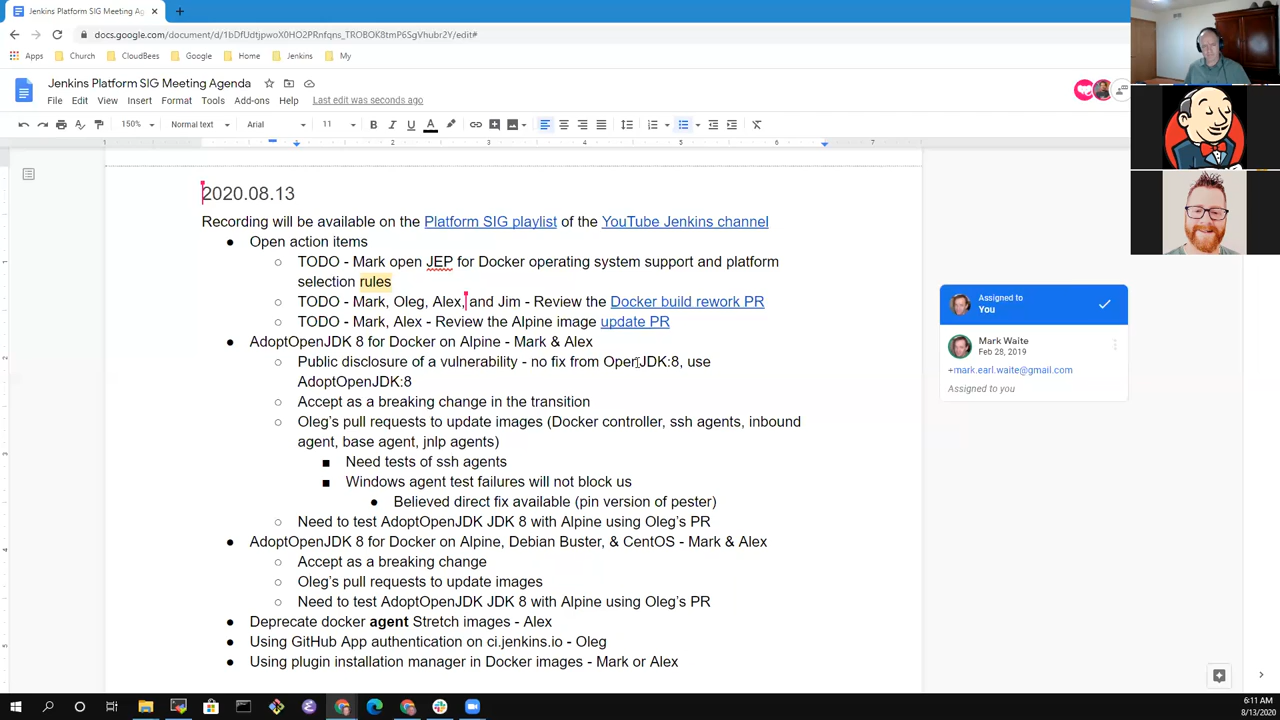 Jenkins Platform SIG Meeting Ag
docs.google.com/document/d/1bDfUdtjpwoX0HO2PRnfqns_TROBOK8tmP6SgVhubr2Y/edit#
Apps Church CloudBees Google Home Jenkins My
Jenkins Platform SIG Meeting Agenda
File Edit View Insert Format Tools Add-ons Help Last edit was seconds ago
150% Normal text Arial 11 B I U A
1 1 2 3 4 5 6 7
2020.08.13
Recording will be available on the Platform SIG playlist of the YouTube Jenkins channel
● Open action items
○ TODO - Mark open JEP for Docker operating system support and platform
selection rules
○ TODO - Mark, Oleg, Alex, and Jim - Review the Docker build rework PR
○ TODO - Mark, Alex - Review the Alpine image update PR
● AdoptOpenJDK 8 for Docker on Alpine - Mark & Alex
○ Public disclosure of a vulnerability - no fix from OpenJDK:8, use
AdoptOpenJDK:8
○ Accept as a breaking change in the transition
○ Oleg's pull requests to update images (Docker controller, ssh agents, inbound
agent, base agent, jnlp agents)
■ Need tests of ssh agents
■ Windows agent test failures will not block us
● Believed direct fix available (pin version of pester)
○ Need to test AdoptOpenJDK JDK 8 with Alpine using Oleg's PR
● AdoptOpenJDK 8 for Docker on Alpine, Debian Buster, & CentOS - Mark & Alex
○ Accept as a breaking change
○ Oleg's pull requests to update images
○ Need to test AdoptOpenJDK JDK 8 with Alpine using Oleg's PR
● Deprecate docker agent Stretch images - Alex
● Using GitHub App authentication on ci.jenkins.io - Oleg
● Using plugin installation manager in Docker images - Mark or Alex
Assigned to
You
Mark Waite
Feb 28, 2019
+mark.earl.waite@gmail.com
Assigned to you
6:11 AM
8/13/2020